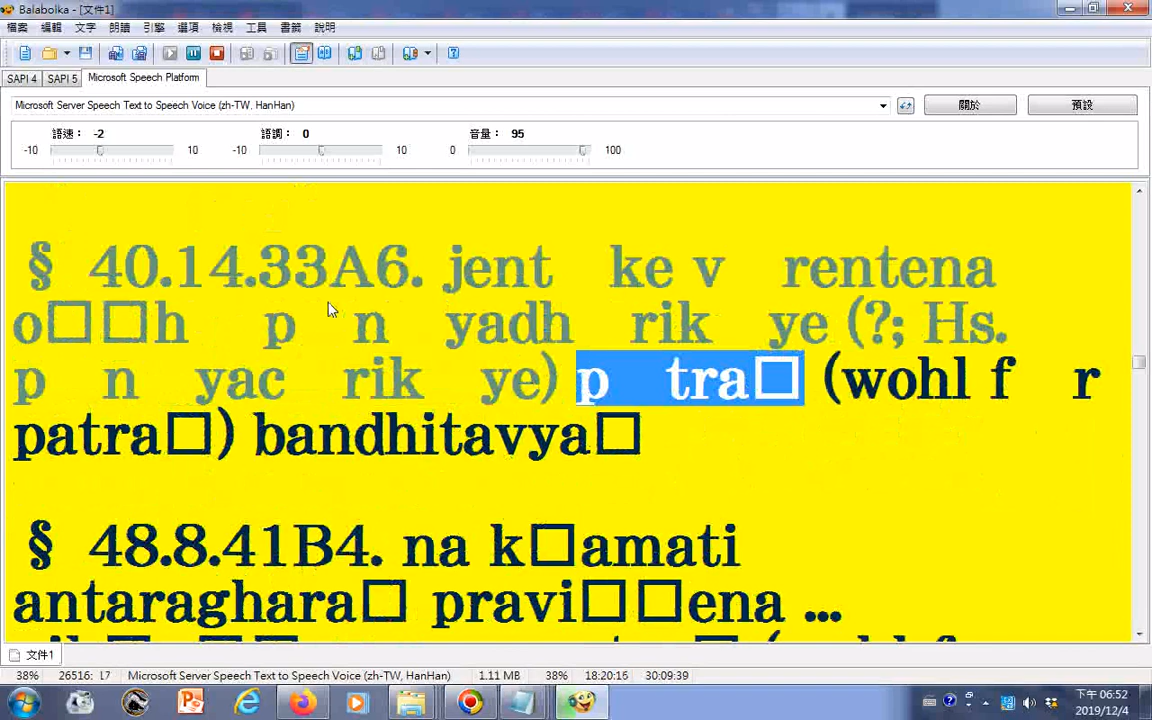 Balabolka - [文件1]
檔案 編輯 文字 朗讀 引擎 選項 檢視 工具 書籤 說明
SAPI 4 SAPI 5 Microsoft Speech Platform
Microsoft Server Speech Text to Speech Voice (zh-TW, HanHan) 關於 預設
語速： -2 語調： 0 音量： 95
-10 10 -10 10 0 100
§ 40.14.33A6. jent ke v rentena
o□□h p n yadh rik ye (?; Hs.
p n yac rik ye) p tra□ (wohl f r
patra□) bandhitavya□
§ 48.8.41B4. na k□amati
antaraghara□ pravi□□ena ...
文件1
38% 26516: 17 Microsoft Server Speech Text to Speech Voice (zh-TW, HanHan) 1.11 MB 38% 18:20:16 30:09:39
下午 06:52
2019/12/4